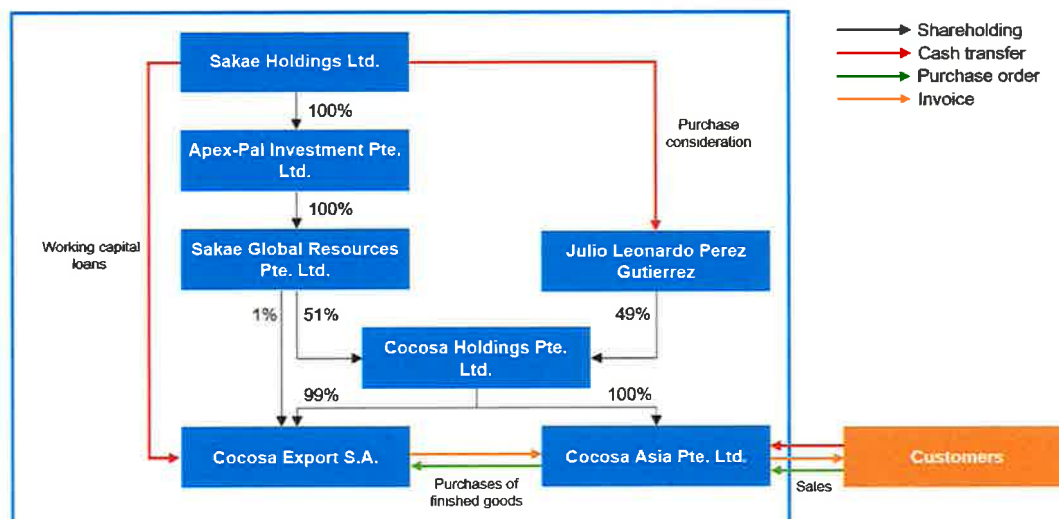 Sakae Holdings Ltd.
Shareholding
Cash transfer
Purchase order
Invoice
100%
Purchase
consideration
Apex-Pal Investment Pte.
Ltd.
100%
Working capital
loans
Sakae Global Resources
Pte. Ltd.
Julio Leonardo Perez
Gutierrez
1%
51%
49%
Cocosa Holdings Pte.
Ltd.
99%
100%
Cocosa Export S.A.
Cocosa Asia Pte. Ltd.
Customers
Purchases of
finished goods
Sales